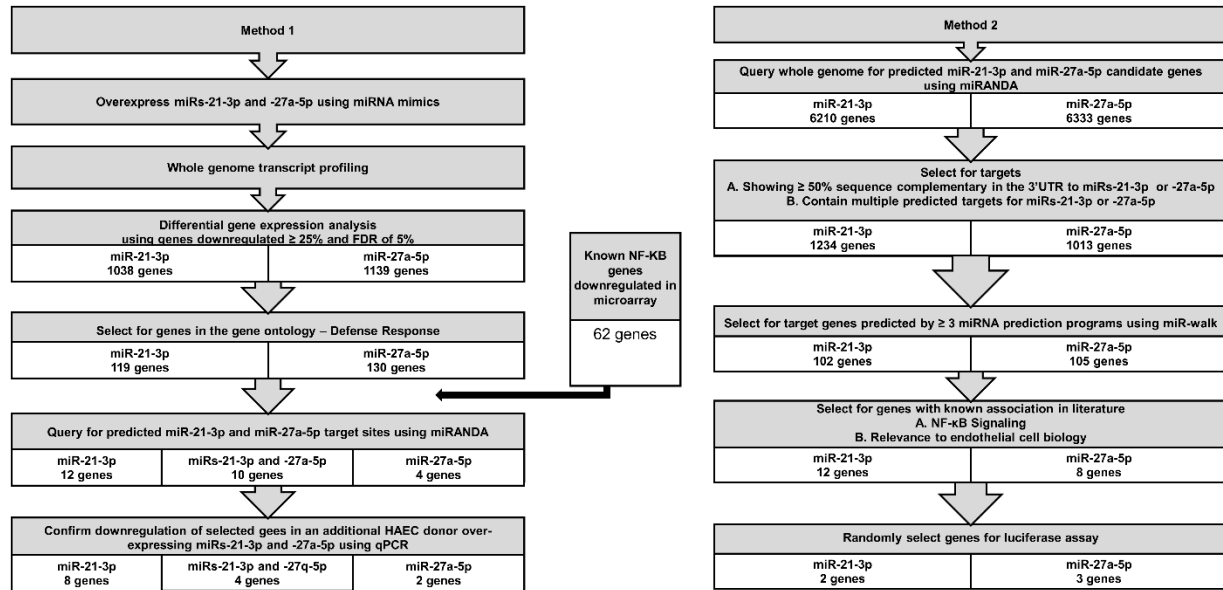 Method 1
Overexpress miRs-21-3p and -27a-5p using miRNA mimics
Whole genome transcript profiling
Differential gene expression analysis
using genes downregulated ≥ 25% and FDR of 5%
miR-21-3p
1038 genes
miR-27a-5p
1139 genes
Select for genes in the gene ontology – Defense Response
miR-21-3p
119 genes
miR-27a-5p
130 genes
Known NF-KB
genes
downregulated in
microarray
62 genes
Query for predicted miR-21-3p and miR-27a-5p target sites using miRANDA
miR-21-3p
12 genes
miRs-21-3p and -27a-5p
10 genes
miR-27a-5p
4 genes
Confirm downregulation of selected gees in an additional HAEC donor over-
expressing miRs-21-3p and -27a-5p using qPCR
miR-21-3p
8 genes
miRs-21-3p and -27q-5p
4 genes
miR-27a-5p
2 genes
Method 2
Query whole genome for predicted miR-21-3p and miR-27a-5p candidate genes
using miRANDA
miR-21-3p
6210 genes
miR-27a-5p
6333 genes
Select for targets
A. Showing ≥ 50% sequence complementary in the 3'UTR to miRs-21-3p or -27a-5p
B. Contain multiple predicted targets for miRs-21-3p or -27a-5p
miR-21-3p
1234 genes
miR-27a-5p
1013 genes
Select for target genes predicted by ≥ 3 miRNA prediction programs using miR-walk
miR-21-3p
102 genes
miR-27a-5p
105 genes
Select for genes with known association in literature
A. NF-κB Signaling
B. Relevance to endothelial cell biology
miR-21-3p
12 genes
miR-27a-5p
8 genes
Randomly select genes for luciferase assay
miR-21-3p
2 genes
miR-27a-5p
3 genes